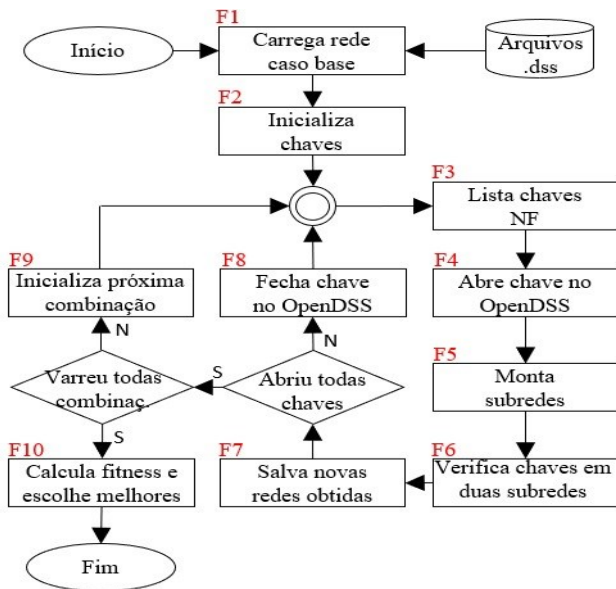 F1
Início
Carrega rede
caso base
Arquivos
.dss
F2
Inicializa
chaves
F3
Lista chaves
NF
F9
Inicializa próxima
combinação
F8
Fecha chave
no OpenDSS
F4
Abre chave no
OpenDSS
N
N
F5
Monta
subredes
Varreu todas
combinaç.
S
Abriu todas
chaves
S
F10
Calcula fitness e
escolhe melhores
F7
Salva novas
redes obtidas
F6
Verifica chaves em
duas subredes
Fim